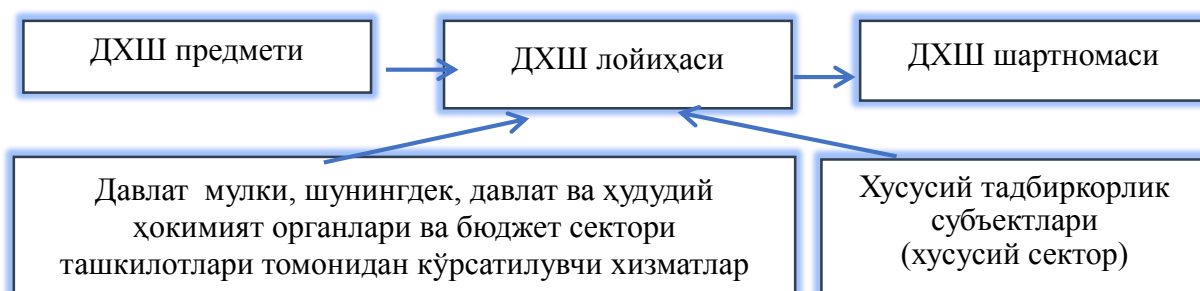 ДХШ предмети
ДХШ лойиҳаси
ДХШ шартномаси
Давлат мулки, шунингдек, давлат ва ҳудудий
ҳокимият органлари ва бюджет сектори
ташкилотлари томонидан кўрсатилувчи хизматлар
Хусусий тадбиркорлик
субъектлари
(хусусий сектор)